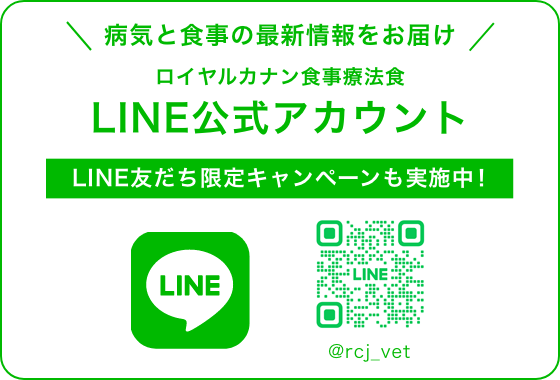 病気と食事の最新情報をお届け
ロイヤルカナン食事療法食
LINE公式アカウント
LINE友だち限定キャンペーンも実施中!
LINE
LINE
@rcj_vet